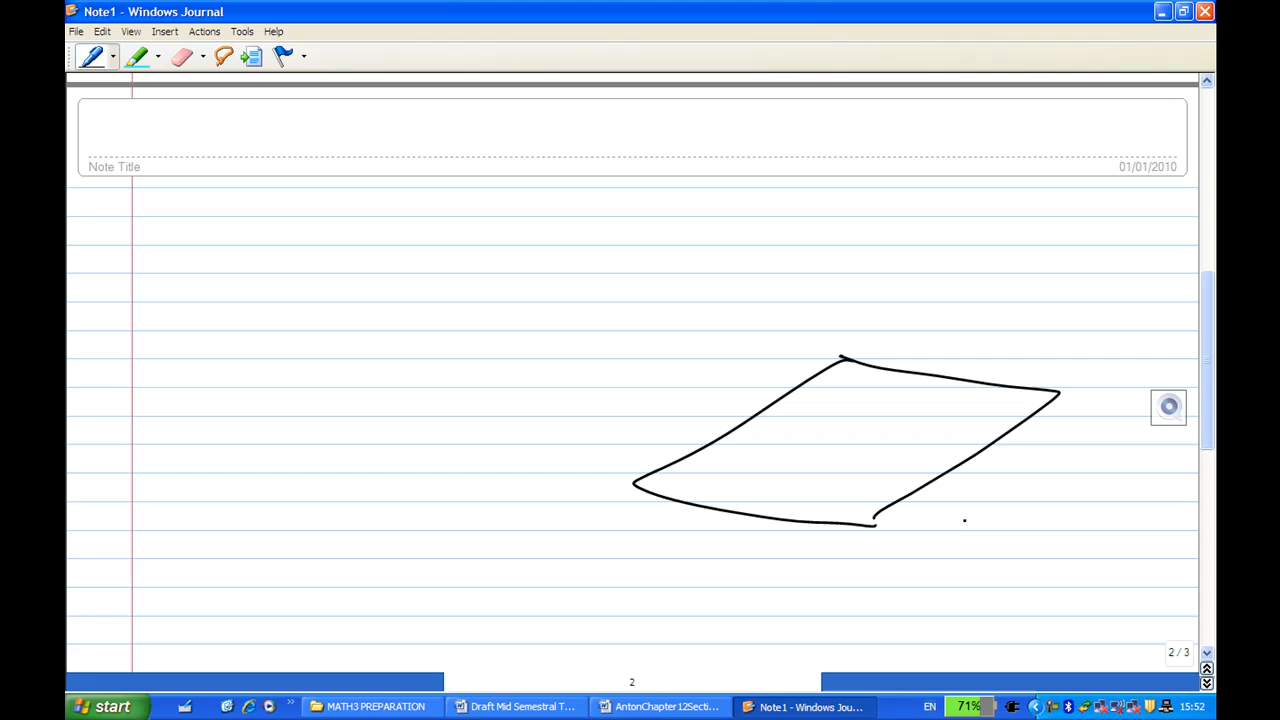 Note1 - Windows Journal
File Edit View Insert Actions Tools Help
Note Title
01/01/2010
2 / 3
2
start
MATH3 PREPARATION
Draft Mid Semestral T...
AntonChapter12Secti...
Note1 - Windows Jou...
EN
71%
15:52